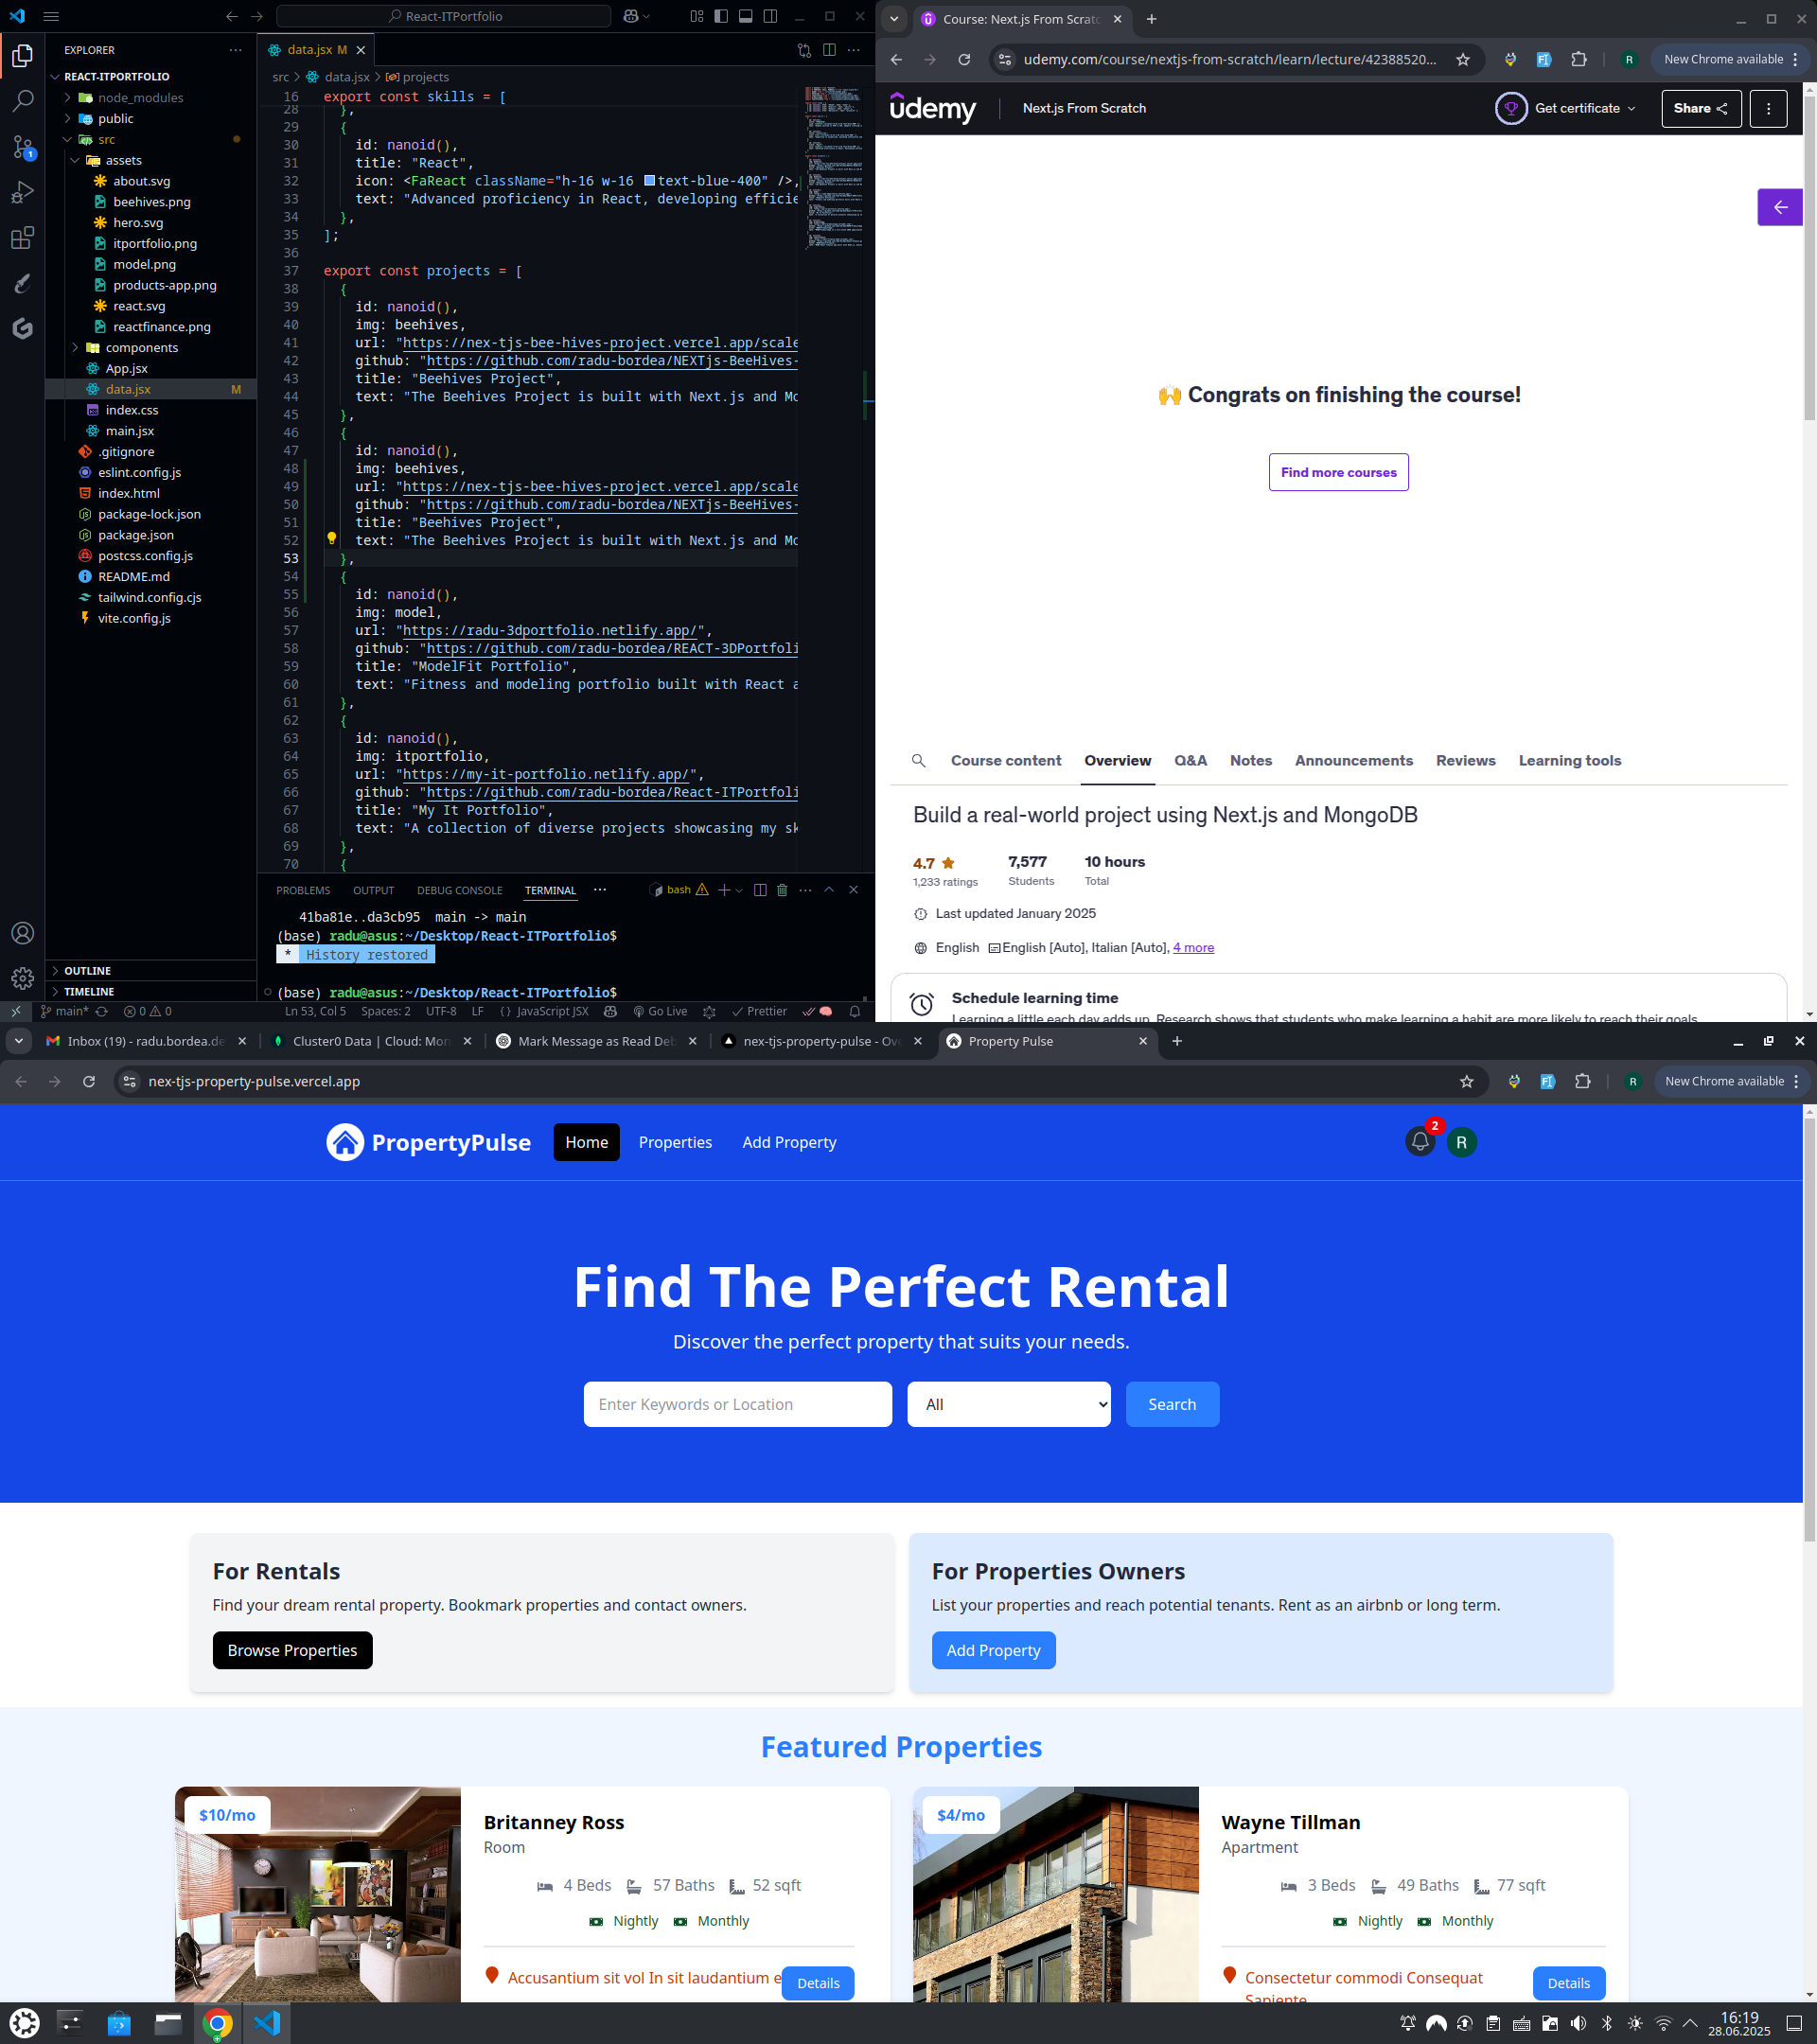 React-ITPortfolio
EXPLORER
REACT-ITPORTFOLIO
node_modules
public
src
assets
about.svg
beehives.png
hero.svg
itportfolio.png
model.png
products-app.png
react.svg
reactfinance.png
components
App.jsx
data.jsx M
index.css
main.jsx
.gitignore
eslint.config.js
index.html
package-lock.json
package.json
postcss.config.js
README.md
tailwind.config.cjs
vite.config.js
OUTLINE
TIMELINE
1
data.jsx M
src > data.jsx > projects
16 export const skills = [
28 },
29 {
30 id: nanoid(),
31 title: "React",
32 icon: <FaReact className="h-16 w-16 text-blue-400" />,
33 text: "Advanced proficiency in React, developing efficie
34 },
35 ];
36
37 export const projects = [
38 {
39 id: nanoid(),
40 img: beehives,
41 url: "https://nex-tjs-bee-hives-project.vercel.app/scale
42 github: "https://github.com/radu-bordea/NEXTjs-BeeHives-
43 title: "Beehives Project",
44 text: "The Beehives Project is built with Next.js and Mo
45 },
46 {
47 id: nanoid(),
48 img: beehives,
49 url: "https://nex-tjs-bee-hives-project.vercel.app/scale
50 github: "https://github.com/radu-bordea/NEXTjs-BeeHives-
51 title: "Beehives Project",
52 text: "The Beehives Project is built with Next.js and Mo
53 },
54 {
55 id: nanoid(),
56 img: model,
57 url: "https://radu-3dportfolio.netlify.app/",
58 github: "https://github.com/radu-bordea/REACT-3DPortfoli
59 title: "ModelFit Portfolio",
60 text: "Fitness and modeling portfolio built with React a
61 },
62 {
63 id: nanoid(),
64 img: itportfolio,
65 url: "https://my-it-portfolio.netlify.app/",
66 github: "https://github.com/radu-bordea/React-ITPortfoli
67 title: "My It Portfolio",
68 text: "A collection of diverse projects showcasing my sk
69 },
70 {
PROBLEMS OUTPUT DEBUG CONSOLE TERMINAL ··· bash
41ba81e..da3cb95 main -> main
(base) radu@asus:~/Desktop/React-ITPortfolio$
* History restored
(base) radu@asus:~/Desktop/React-ITPortfolio$
main* 0 0 Ln 53, Col 5 Spaces: 2 UTF-8 LF {} JavaScript JSX Go Live Prettier
Course: Next.js From Scratc
udemy.com/course/nextjs-from-scratch/learn/lecture/42388520... R New Chrome available
udemy Next.js From Scratch Get certificate Share
🙌 Congrats on finishing the course!
Find more courses
Course content Overview Q&A Notes Announcements Reviews Learning tools
Build a real-world project using Next.js and MongoDB
4.7 7,577 10 hours
1,233 ratings Students Total
Last updated January 2025
English English [Auto], Italian [Auto], 4 more
Schedule learning time
Learning a little each day adds up. Research shows that students who make learning a habit are more likely to reach their goals.
Inbox (19) - radu.bordea.de Cluster0 Data | Cloud: Mon Mark Message as Read Deb nex-tjs-property-pulse - Ove Property Pulse
nex-tjs-property-pulse.vercel.app R New Chrome available
PropertyPulse Home Properties Add Property 2 R
Find The Perfect Rental
Discover the perfect property that suits your needs.
Enter Keywords or Location All Search
For Rentals
Find your dream rental property. Bookmark properties and contact owners.
Browse Properties
For Properties Owners
List your properties and reach potential tenants. Rent as an airbnb or long term.
Add Property
Featured Properties
$10/mo
Britanney Ross
Room
4 Beds 57 Baths 52 sqft
Nightly Monthly
Accusantium sit vol In sit laudantium e Details
$4/mo
Wayne Tillman
Apartment
3 Beds 49 Baths 77 sqft
Nightly Monthly
Consectetur commodi Consequat
Sapiente
Details
16:19
28.06.2025